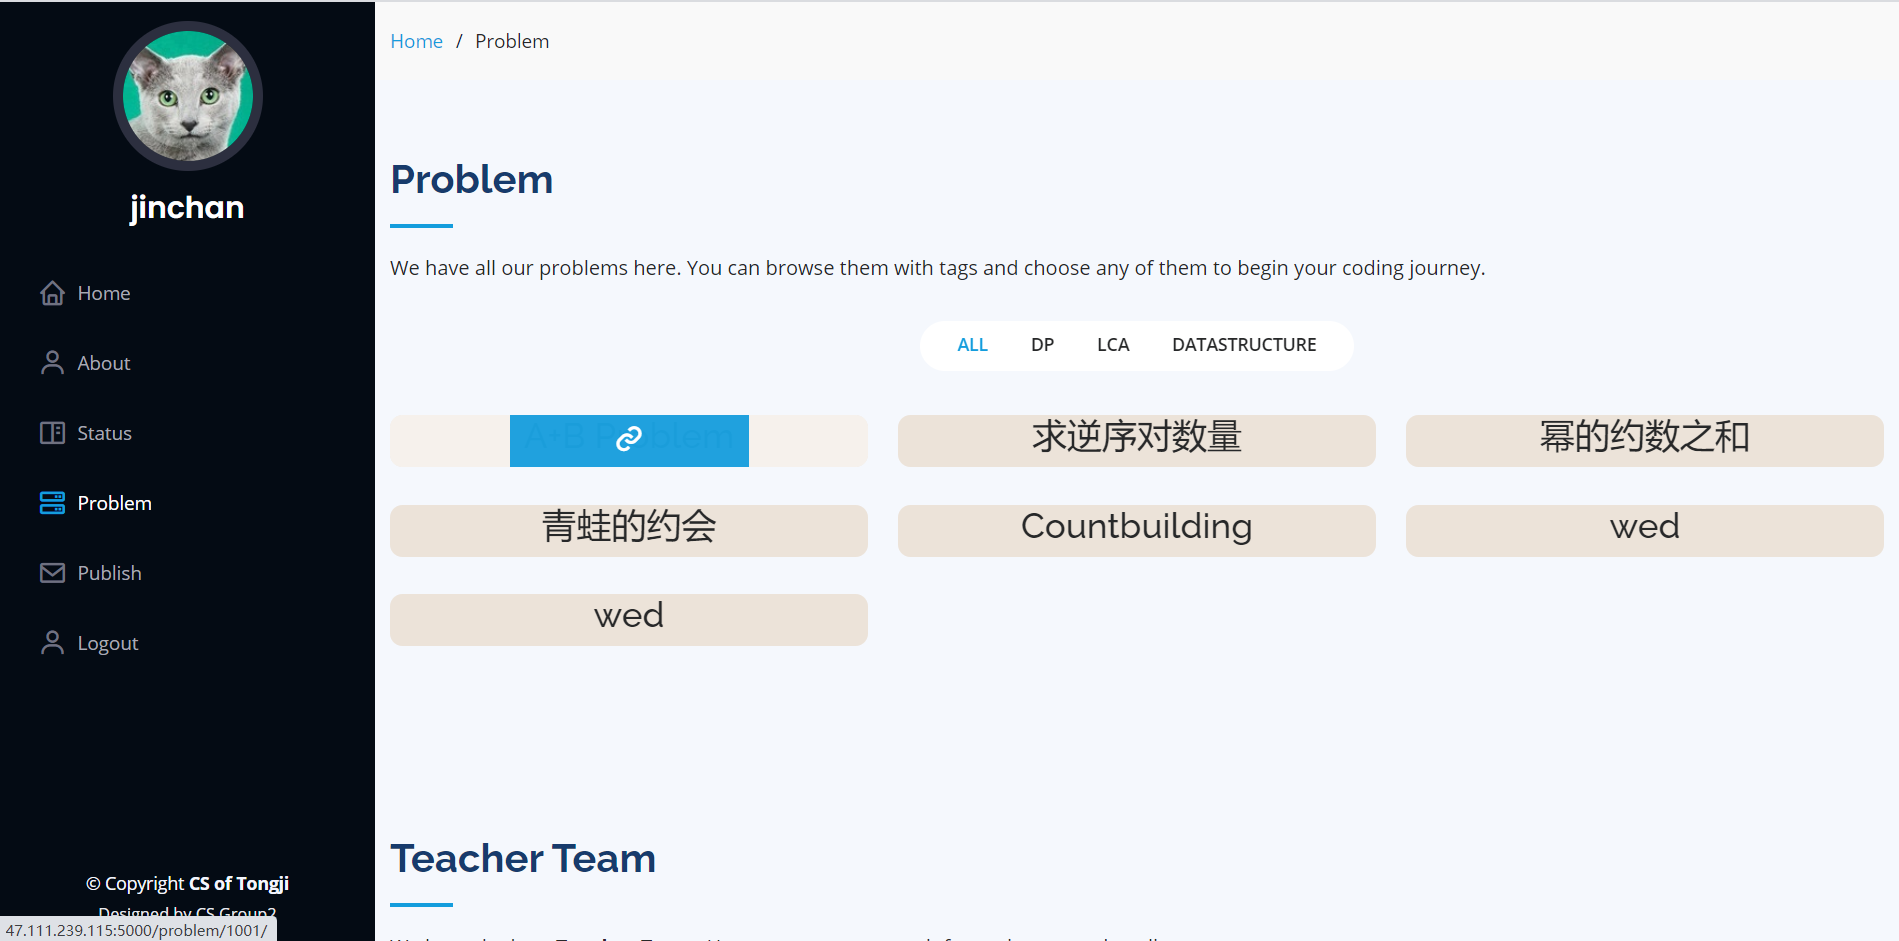 Home / Problem
jinchan
Home
About
Status
Problem
Publish
Logout
© Copyright CS of Tongji
Designed by CS Group2
47.111.239.115:5000/problem/1001/
Problem
We have all our problems here. You can browse them with tags and choose any of them to begin your coding journey.
ALL DP LCA DATASTRUCTURE
A+B Problem 求逆序对数量 幂的约数之和
青蛙的约会 Countbuilding wed
wed
Teacher Team